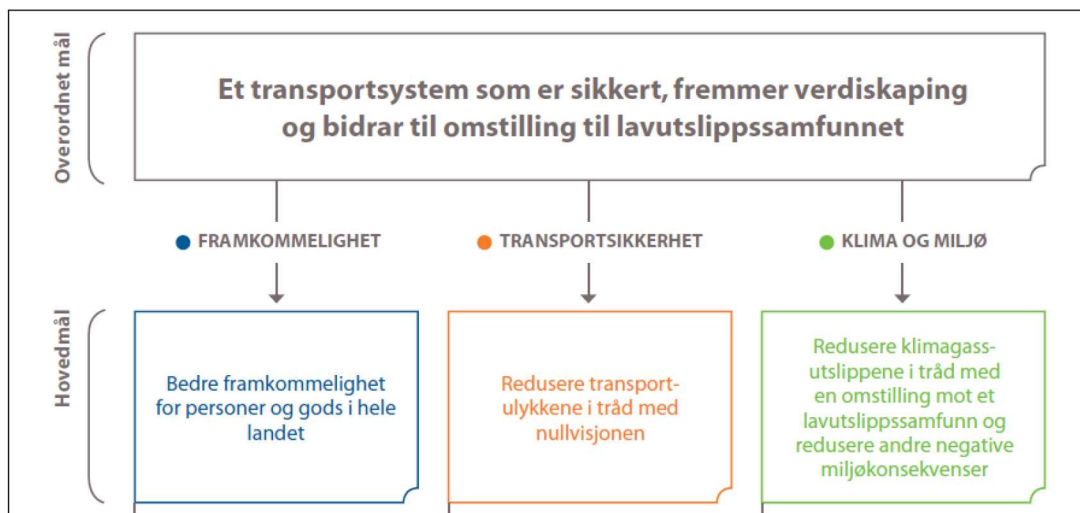 Overordnet mål
Et transportsystem som er sikkert, fremmer verdiskaping
og bidrar til omstilling til lavutslippssamfunnet
FRAMKOMMELIGHET
TRANSPORTSIKKERHET
KLIMA OG MILJØ
Hovedmål
Bedre framkommelighet
for personer og gods i hele
landet
Redusere transport-
ulykkene i tråd med
nullvisjonen
Redusere klimagass-
utslippene i tråd med
en omstilling mot et
lavutslippssamfunn og
redusere andre negative
miljøkonsekvenser